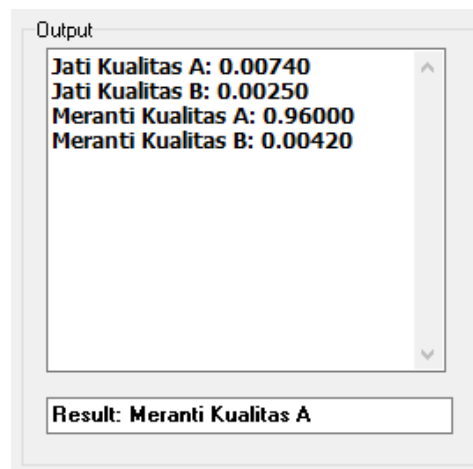 Output
Jati Kualitas A: 0.00740
Jati Kualitas B: 0.00250
Meranti Kualitas A: 0.96000
Meranti Kualitas B: 0.00420
Result: Meranti Kualitas A